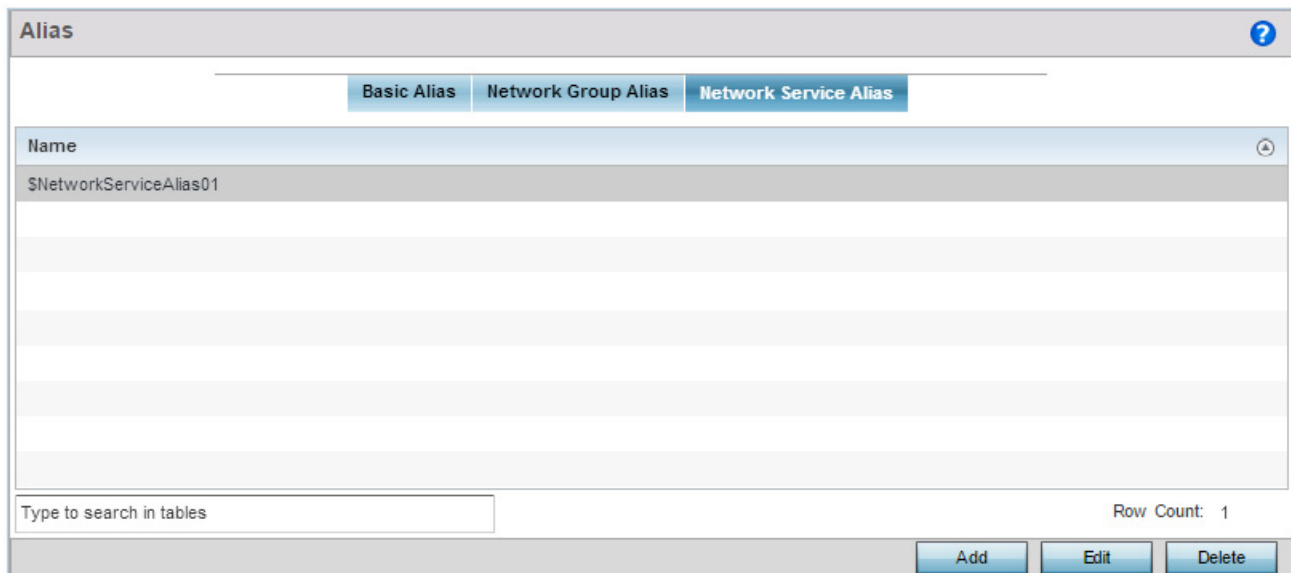 Alias
?
Basic Alias Network Group Alias Network Service Alias
Name
$NetworkServiceAlias01
Type to search in tables
Row Count: 1
Add Edit Delete